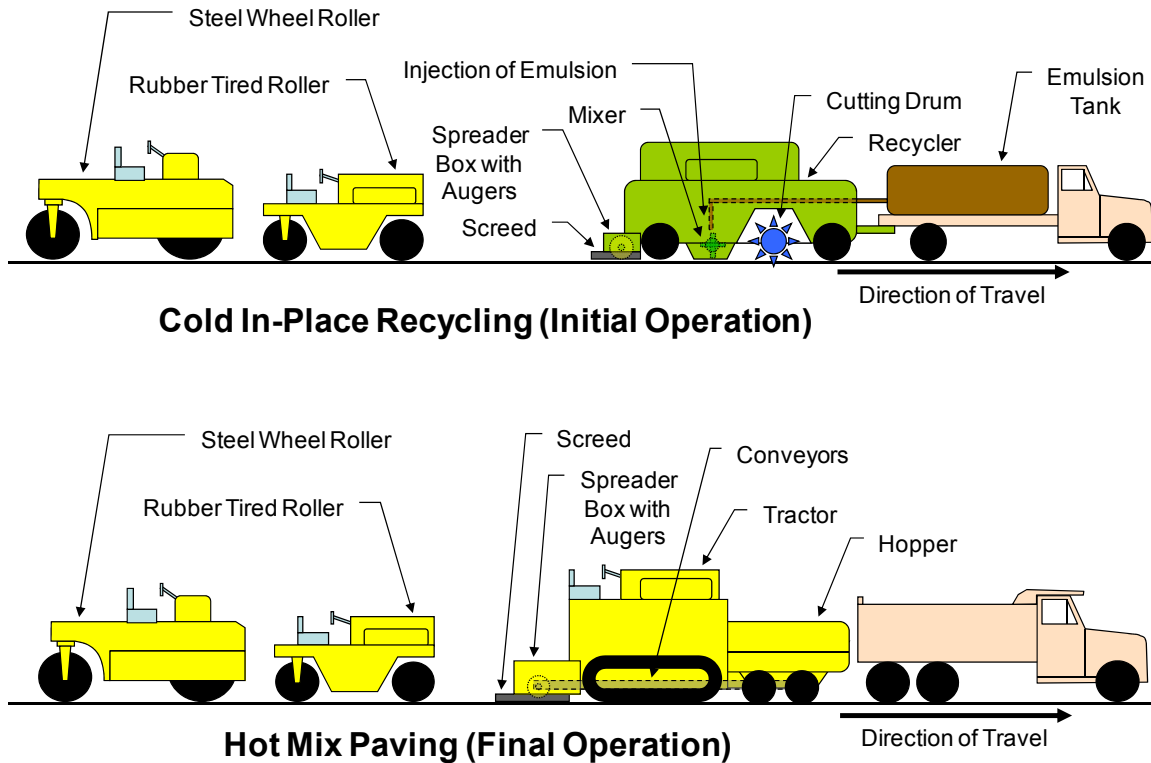 Steel Wheel Roller
Rubber Tired Roller
Injection of Emulsion
Mixer
Spreader
Box with
Augers
Screed
Cutting Drum
Recycler
Emulsion
Tank
Direction of Travel
Cold In-Place Recycling (Initial Operation)
Steel Wheel Roller
Rubber Tired Roller
Screed
Spreader
Box with
Augers
Conveyors
Tractor
Hopper
Direction of Travel
Hot Mix Paving (Final Operation)